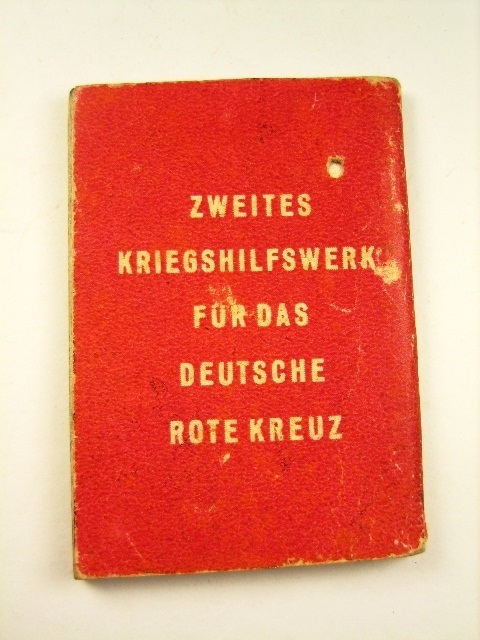 ZWEITES
KRIEGSHILFSWERK
FÜR DAS
DEUTSCHE
ROTE KREUZ